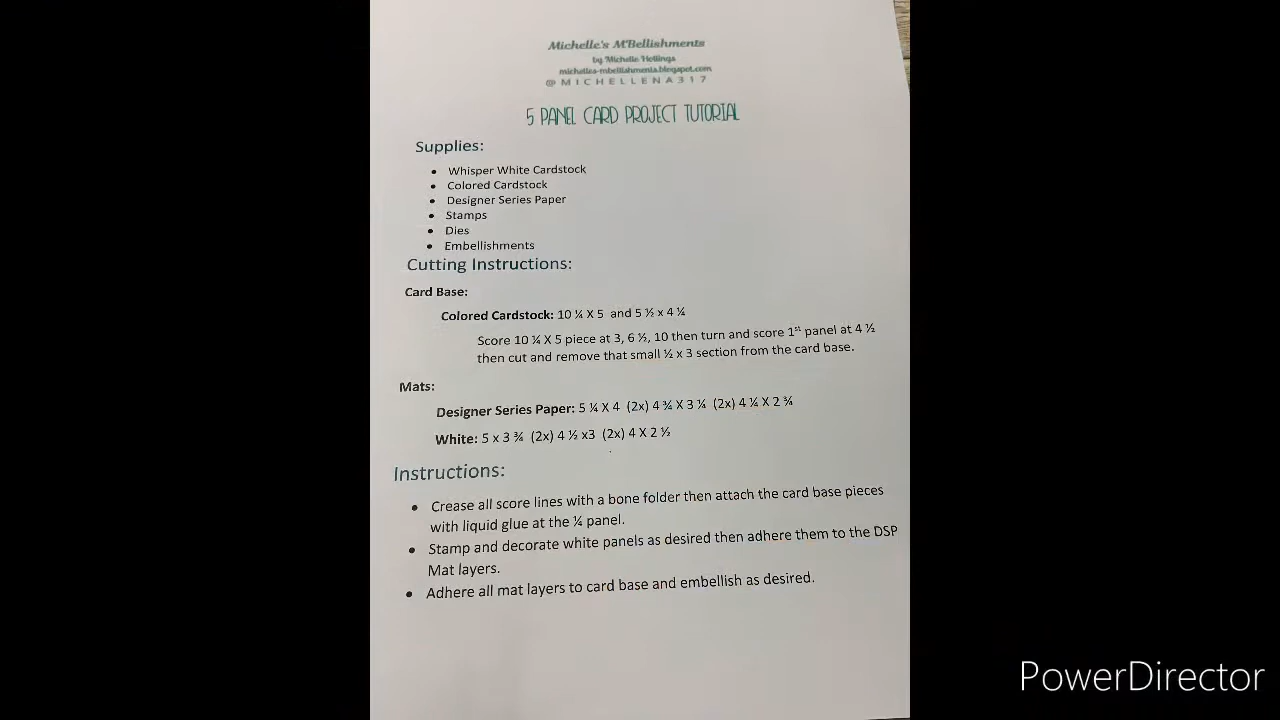 Michelle's M'Bellishments
by Michelle Hollings
michelles-mbellishments.blogspot.com
@MICHELLENA317
5 PANEL CARD PROJECT TUTORIAL
Supplies:
• Whisper White Cardstock
• Colored Cardstock
• Designer Series Paper
• Stamps
• Dies
• Embellishments
Cutting Instructions:
Card Base:
Colored Cardstock: 10 ¼ X 5 and 5 ½ x 4 ¼
Score 10 ¼ X 5 piece at 3, 6 ½, 10 then turn and score 1st panel at 4 ½
then cut and remove that small ½ x 3 section from the card base.
Mats:
Designer Series Paper: 5 ¼ X 4 (2x) 4 ¾ X 3 ¼ (2x) 4 ¼ X 2 ¾
White: 5 x 3 ¾ (2x) 4 ½ x3 (2x) 4 X 2 ½
Instructions:
• Crease all score lines with a bone folder then attach the card base pieces
with liquid glue at the ¼ panel.
• Stamp and decorate white panels as desired then adhere them to the DSP
Mat layers.
• Adhere all mat layers to card base and embellish as desired.
PowerDirector